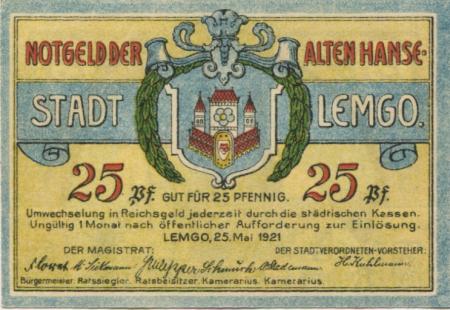 NOTGELD DER ALTEN HANSE-
STADT LEMGO.
25 Pf. GUT FÜR 25 PFENNIG. 25 Pf.
Umwechselung in Reichsgeld jederzeit durch die städtischen Kassen.
Ungültig 1 Monat nach öffentlicher Aufforderung zur Einlösung.
LEMGO, 25. Mai 1921
DER MAGISTRAT: DER STADTVERORDNETEN-VORSTEHER:
Bürgermeister. Ratssiegler. Ratsbeisitzer. Kamerarius. Kamerarius.